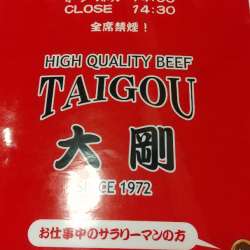 CLOSE 14:30
全席禁煙！
HIGH QUALITY BEEF
TAIGOU
大剛
SINCE 1972
お仕事中のサラリーマンの方